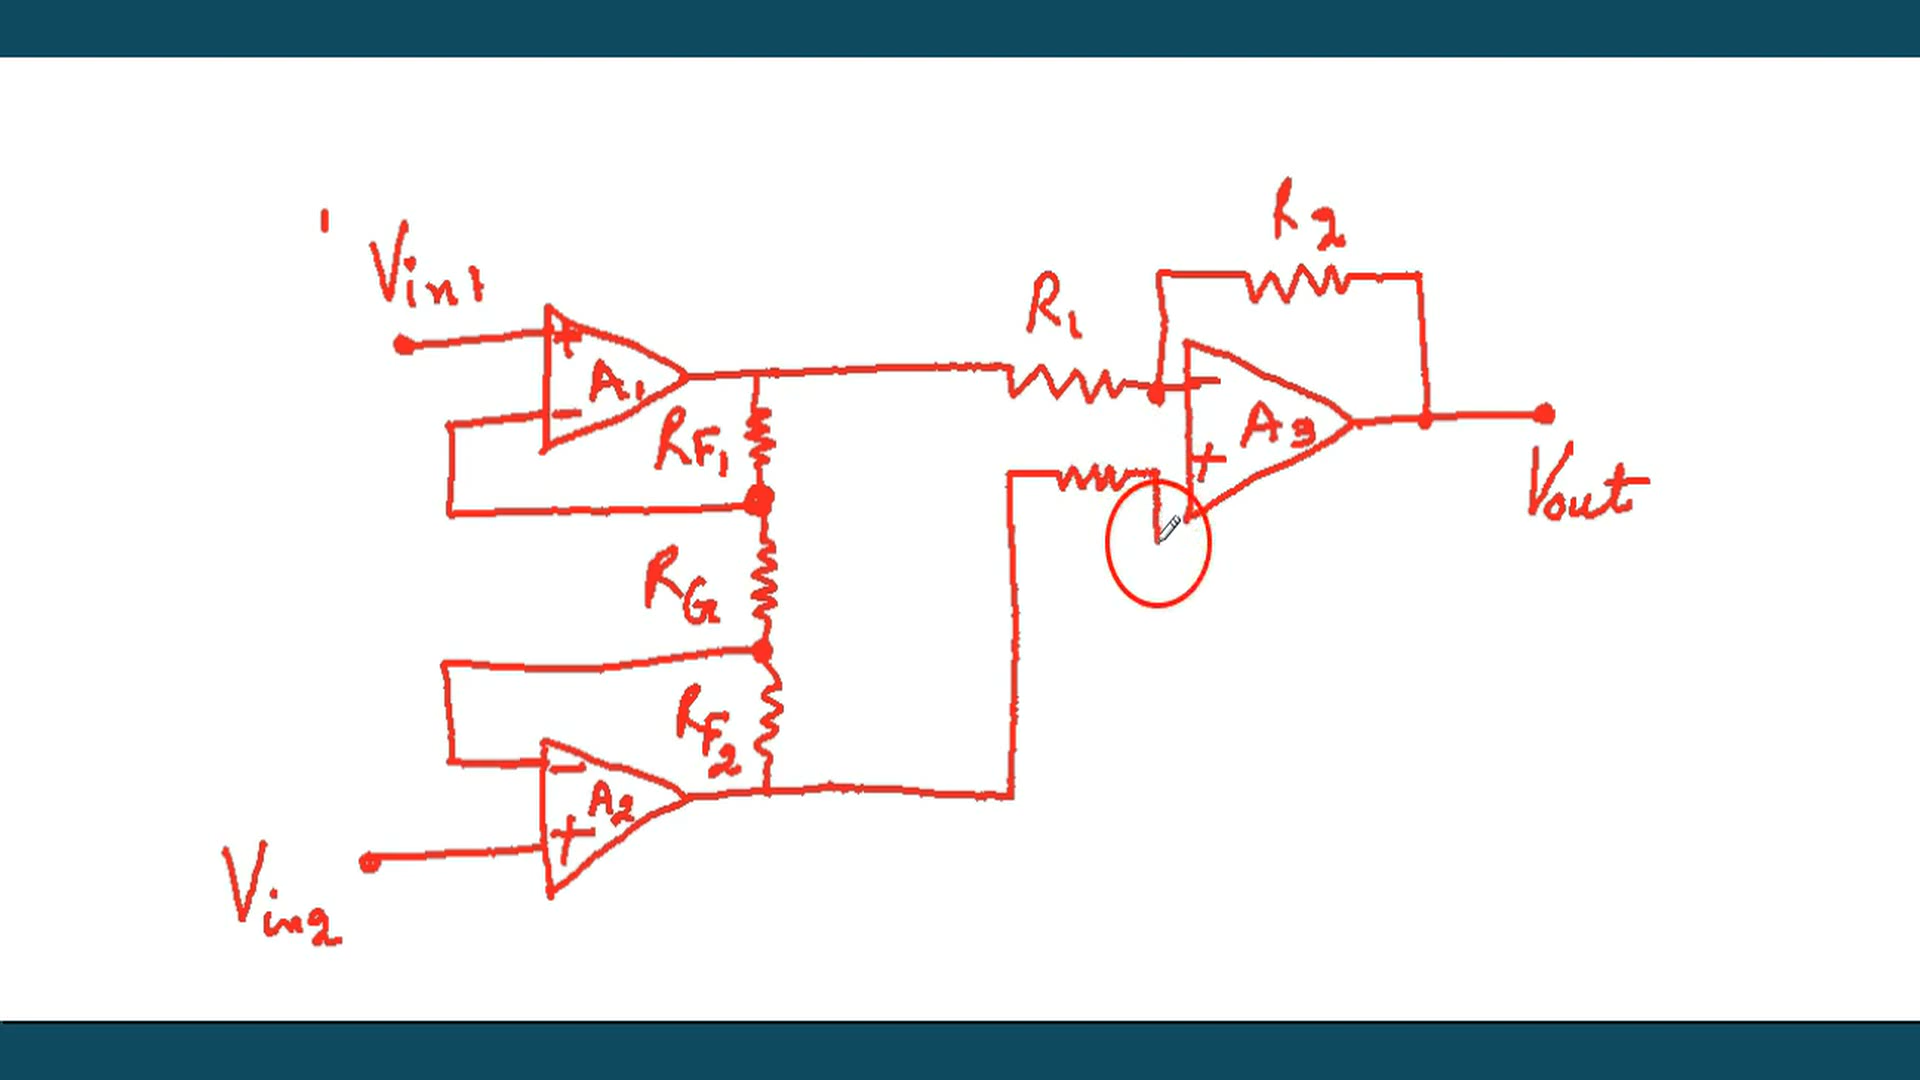 Vin1
+
A1
-
RF1
RG
RF2
-
A2
+
Vin2
R1
R2
-
A3
+
Vout